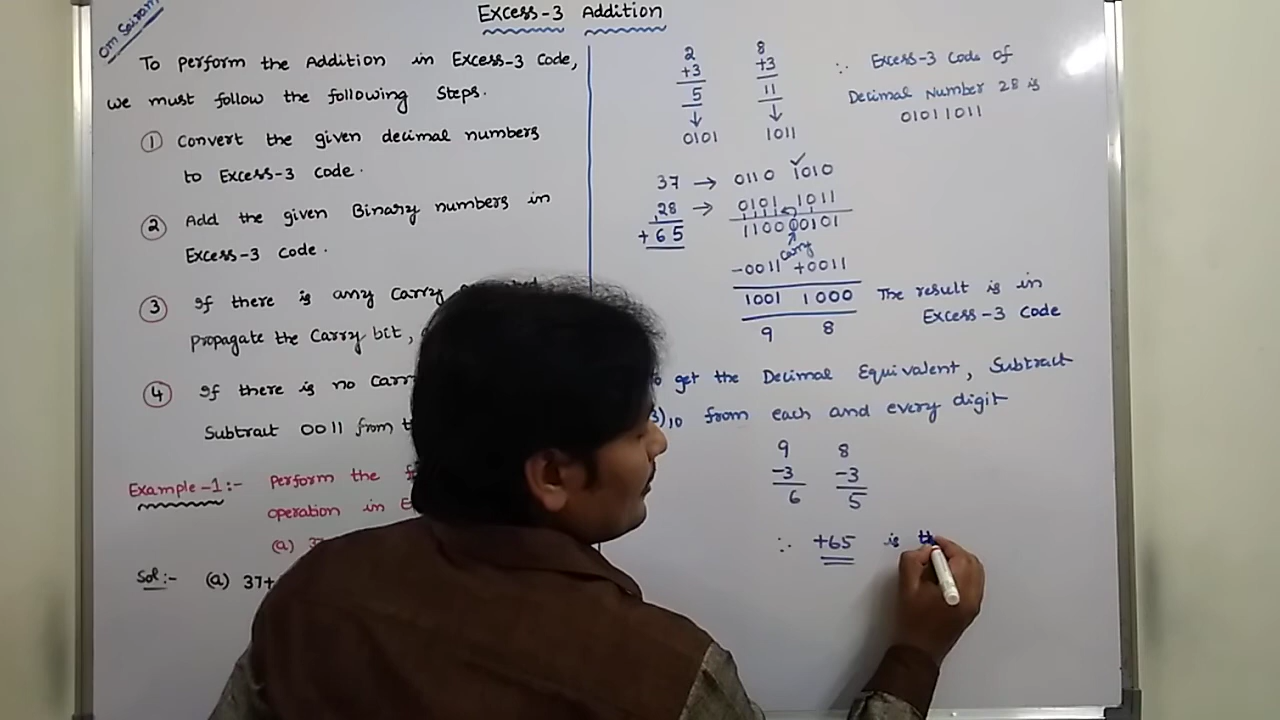 Om Sairam
Excess-3 Addition
To perform the Addition in Excess-3 Code,
we must follow the following Steps.
① Convert the given decimal numbers
to Excess-3 code.
② Add the given Binary numbers in
Excess-3 code.
③ If there is any Carry
propagate the Carry bit,
④ If there is no
Subtract 0011 from
Example-1:- Perform the
operation in
(a)
Sol:- (a) 37+
2 8
+3 +3
5 11
↓ ↓
0101 1011
∵ Excess-3 Code of
Decimal Number 28 is
01011011
37 → 0110 1010
28 → 0101 1011
+65 1100 00101
carry
-0011 +0011
1001 1000
9 8
The result is in
Excess-3 Code
get the Decimal Equivalent, Subtract
3)10 from each and every digit
9 8
-3 -3
6 5
∴ +65 is th